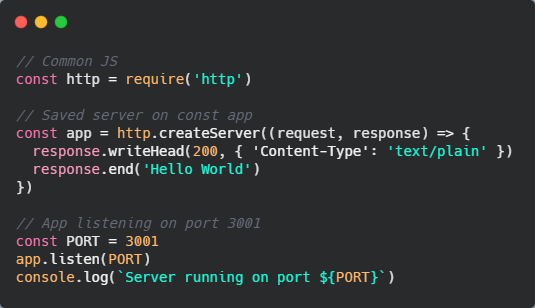 // Common JS
const http = require('http')
// Saved server on const app
const app = http.createServer((request, response) => {
response.writeHead(200, { 'Content-Type': 'text/plain' })
response.end('Hello World')
})
// App listening on port 3001
const PORT = 3001
app.listen(PORT)
console.log(`Server running on port ${PORT}`)